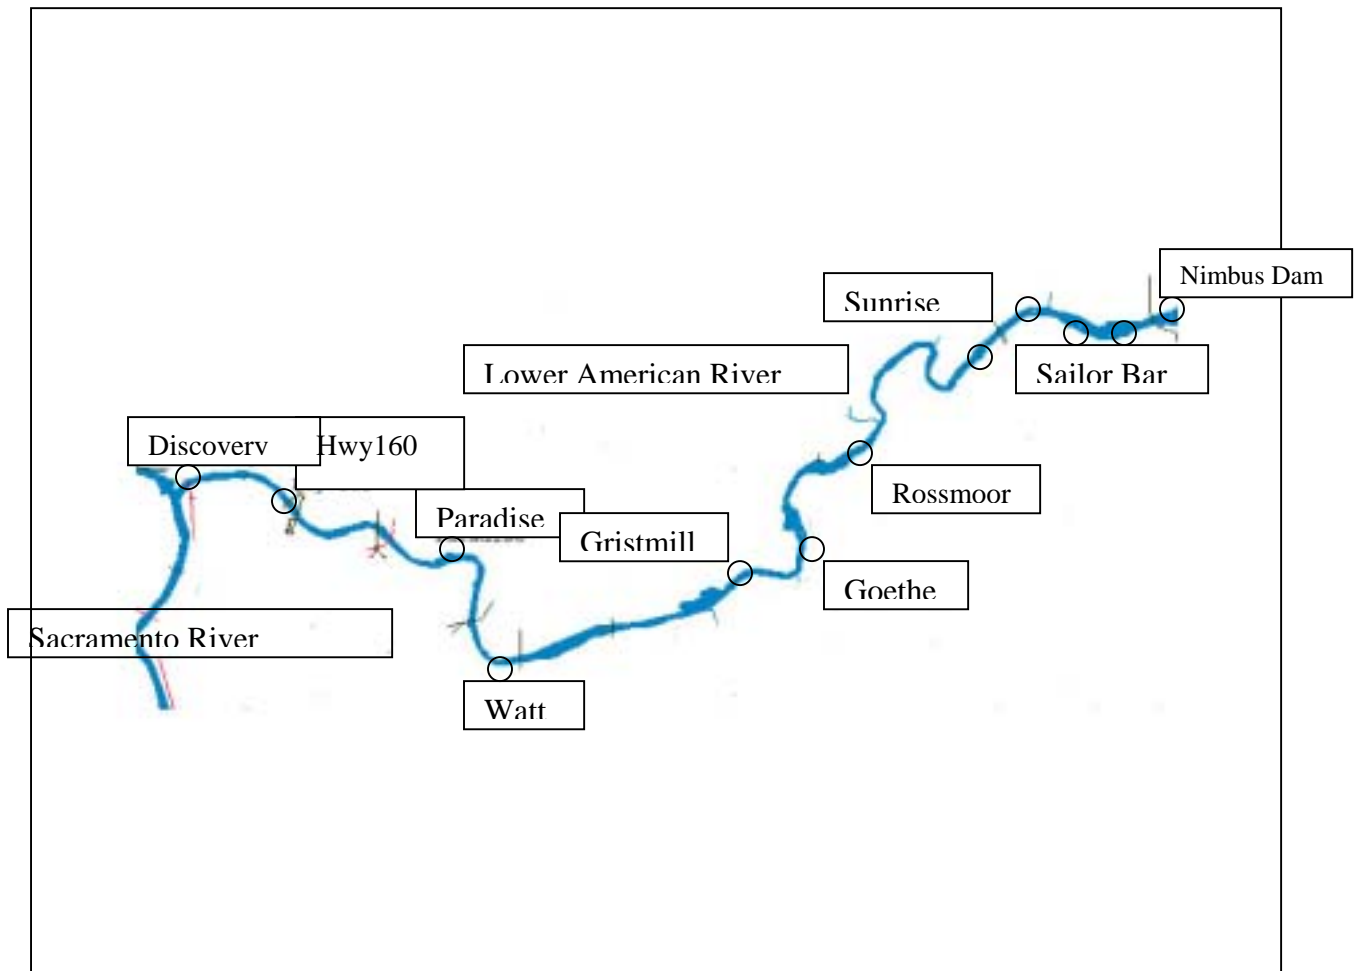 Nimbus Dam
Sunrise
Lower American River
Sailor Bar
Discovery
Hwy160
Rossmoor
Paradise
Gristmill
Goethe
Sacramento River
Watt